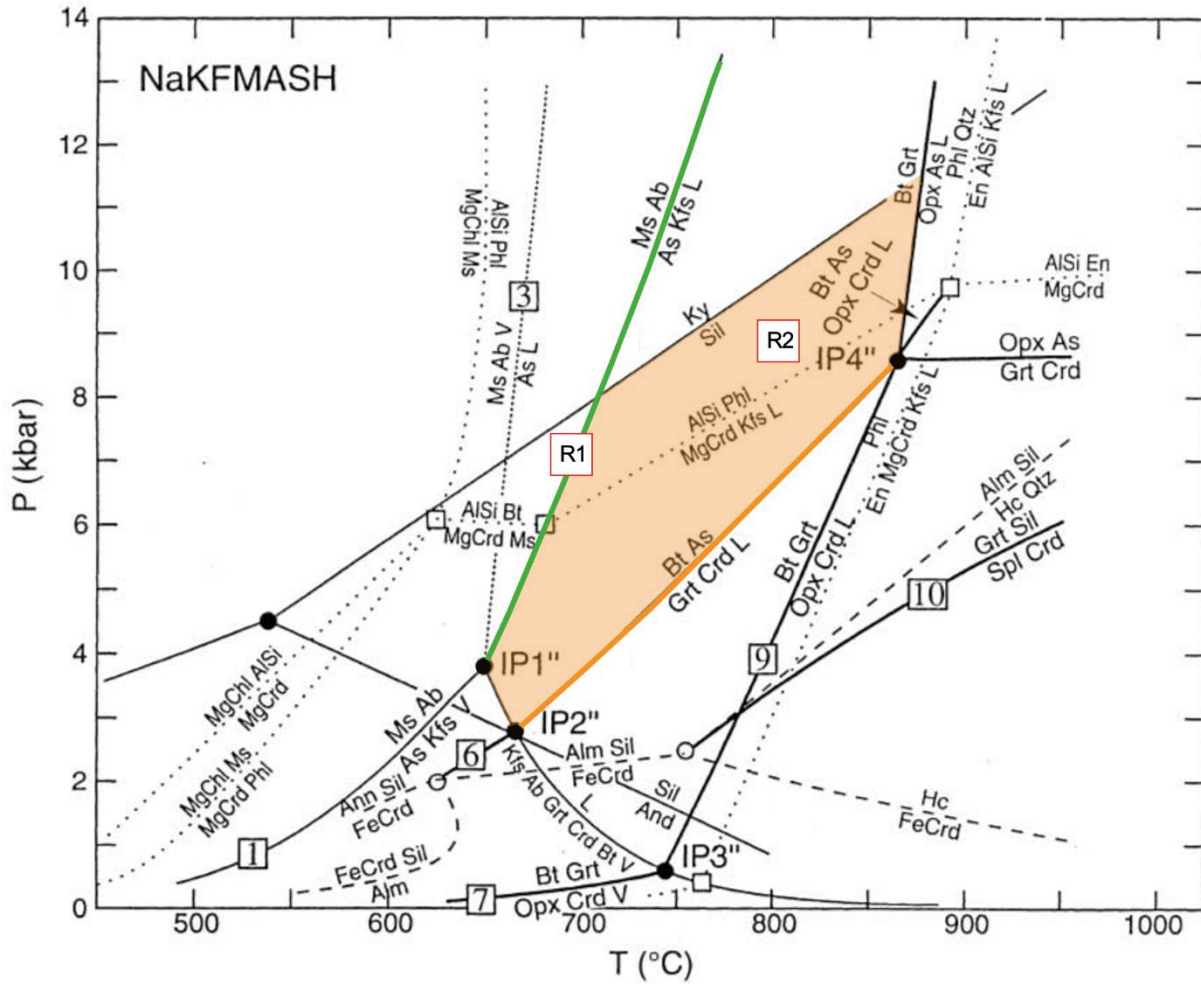 14
12
10
8
6
4
2
0
P (kbar)
NaKFMASH
MgChl Ms
AlSi Phl
3
Ms Ab V
As L
Ms Ab
As Kfs L
Ky
Sil
R1
R2
Bt Grt
Opx As L
Phl Qtz
En AlSi Kfs L
Bt As
Opx Crd L
AlSi En
MgCrd
IP4"
Opx As
Grt Crd
AlSi Phl
MgCrd Kfs L
AlSi Bt
MgCrd Ms
Phl
En MgCrd Kfs L
Bt As
Grt Crd L
Bt Grt
Opx Crd L
Alm Sil
Hc Qtz
Grt Sil
Spl Crd
10
9
MgChl AlSi
MgCrd
MgChl Ms
MgCrd Phl
IP1"
Ms Ab
As Kfs V
IP2"
6
Alm Sil
FeCrd
Ann Sil
FeCrd
Kfs Ab Grt Crd Bt V
L
Sil
And
Hc
FeCrd
1
FeCrd Sil
Alm
IP3"
Bt Grt
Opx Crd V
7
500
600
700
800
900
1000
T (°C)